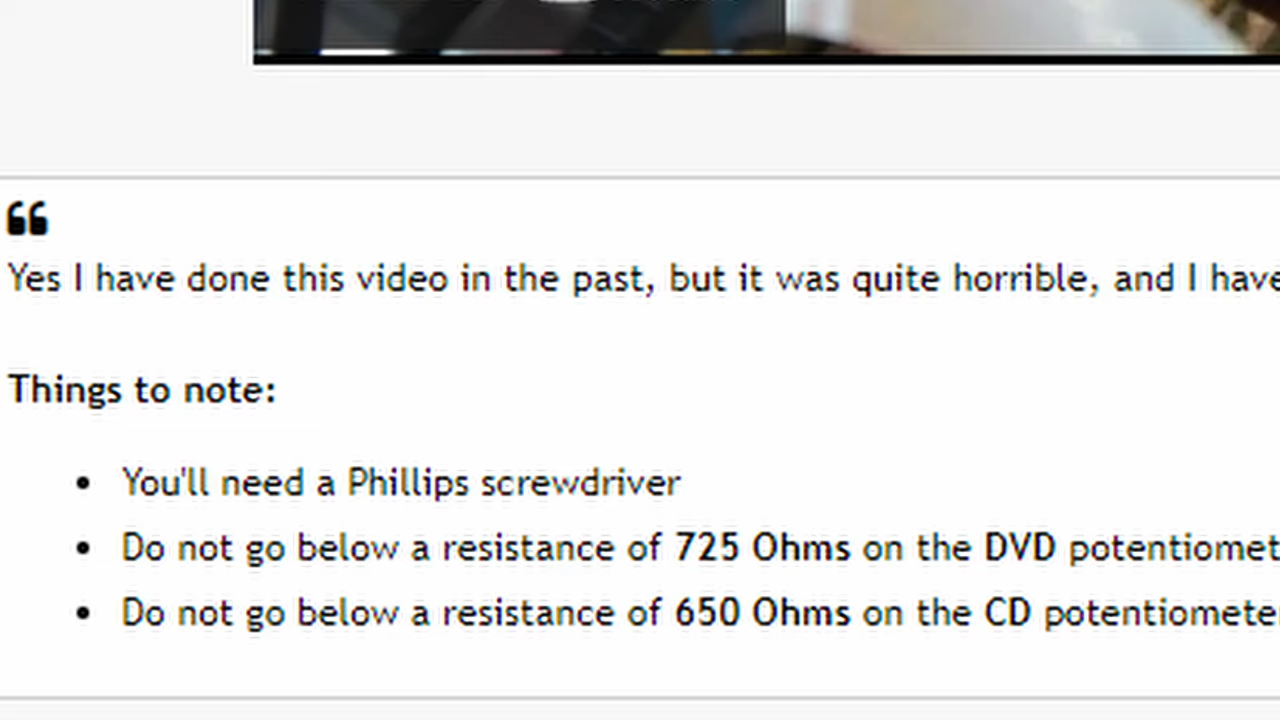 “
Yes I have done this video in the past, but it was quite horrible, and I have
Things to note:
• You'll need a Phillips screwdriver
• Do not go below a resistance of 725 Ohms on the DVD potentiomet
• Do not go below a resistance of 650 Ohms on the CD potentiometer